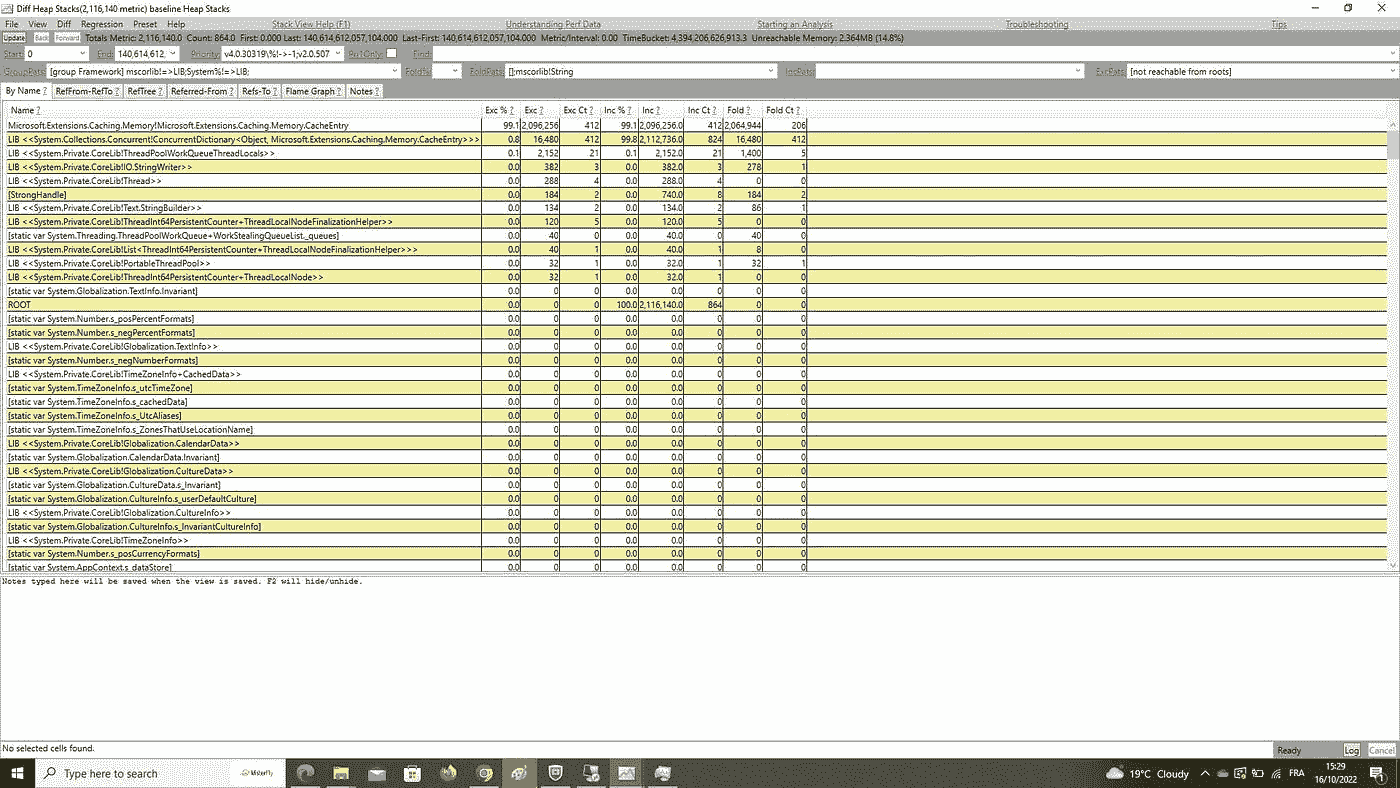 Diff Heap Stacks(2,116,140 metric) baseline Heap Stacks
File View Diff Regression Preset Help Stack View Help (F1) Understanding Perf Data Starting an Analysis Troubleshooting Tips
Update Back Forward Totals Metric: 2,116,140.0 Count: 864.0 First: 0.000 Last: 140,614,612,057,104.000 Last-First: 140,614,612,057,104.000 Metric/Interval: 0.00 TimeBucket: 4,394,206,626,913.3 Unreachable Memory: 2.364MB (14.8%)
Start: 0 End: 140,614,612, Priority: v4.0.30319\%!->-1;v2.0.507 Find:
GroupPats: [group Framework] mscorlib!=>LIB;System%!=>LIB; Fold%: FoldPats: [];mscorlib!String IncPats: ExcPats: [not reachable from roots]
By Name ? RefFrom-RefTo ? RefTree ? Referred-From ? Refs-To ? Flame Graph ? Notes ?
Name ? Exc % ? Exc ? Exc Ct ? Inc % ? Inc ? Inc Ct ? Fold ? Fold Ct ?
Microsoft.Extensions.Caching.Memory!Microsoft.Extensions.Caching.Memory.CacheEntry 99.1 2,096,256 412 99.1 2,096,256.0 412 2,064,944 206
LIB <<System.Collections.Concurrent!ConcurrentDictionary<Object, Microsoft.Extensions.Caching.Memory.CacheEntry>>> 0.8 16,480 412 99.8 2,112,736.0 824 16,480 412
LIB <<System.Private.CoreLib!ThreadPoolWorkQueueThreadLocals>> 0.1 2,152 21 0.1 2,152.0 21 1,400 5
LIB <<System.Private.CoreLib!IO.StringWriter>> 0.0 382 3 0.0 382.0 3 278 1
LIB <<System.Private.CoreLib!Thread>> 0.0 288 4 0.0 288.0 4 0 0
[StrongHandle] 0.0 184 2 0.0 740.0 8 184 2
LIB <<System.Private.CoreLib!Text.StringBuilder>> 0.0 134 2 0.0 134.0 2 86 1
LIB <<System.Private.CoreLib!ThreadInt64PersistentCounter+ThreadLocalNodeFinalizationHelper>> 0.0 120 5 0.0 120.0 5 0 0
[static var System.Threading.ThreadPoolWorkQueue+WorkStealingQueueList._queues] 0.0 40 0 0.0 40.0 0 40 0
LIB <<System.Private.CoreLib!List<ThreadInt64PersistentCounter+ThreadLocalNodeFinalizationHelper>>> 0.0 40 1 0.0 40.0 1 8 0
LIB <<System.Private.CoreLib!PortableThreadPool>> 0.0 32 1 0.0 32.0 1 32 1
LIB <<System.Private.CoreLib!ThreadInt64PersistentCounter+ThreadLocalNode>> 0.0 32 1 0.0 32.0 1 0 0
[static var System.Globalization.TextInfo.Invariant] 0.0 0 0 0.0 0.0 0 0 0
ROOT 0.0 0 0 100.0 2,116,140.0 864 0 0
[static var System.Number.s_posPercentFormats] 0.0 0 0 0.0 0.0 0 0 0
[static var System.Number.s_negPercentFormats] 0.0 0 0 0.0 0.0 0 0 0
LIB <<System.Private.CoreLib!Globalization.TextInfo>> 0.0 0 0 0.0 0.0 0 0 0
[static var System.Number.s_negNumberFormats] 0.0 0 0 0.0 0.0 0 0 0
LIB <<System.Private.CoreLib!TimeZoneInfo+CachedData>> 0.0 0 0 0.0 0.0 0 0 0
[static var System.TimeZoneInfo.s_utcTimeZone] 0.0 0 0 0.0 0.0 0 0 0
[static var System.TimeZoneInfo.s_cachedData] 0.0 0 0 0.0 0.0 0 0 0
[static var System.TimeZoneInfo.s_UtcAliases] 0.0 0 0 0.0 0.0 0 0 0
[static var System.TimeZoneInfo.s_ZonesThatUseLocationName] 0.0 0 0 0.0 0.0 0 0 0
LIB <<System.Private.CoreLib!Globalization.CalendarData>> 0.0 0 0 0.0 0.0 0 0 0
[static var System.Globalization.CalendarData.Invariant] 0.0 0 0 0.0 0.0 0 0 0
LIB <<System.Private.CoreLib!Globalization.CultureData>> 0.0 0 0 0.0 0.0 0 0 0
[static var System.Globalization.CultureData.s_Invariant] 0.0 0 0 0.0 0.0 0 0 0
[static var System.Globalization.CultureInfo.s_userDefaultCulture] 0.0 0 0 0.0 0.0 0 0 0
LIB <<System.Private.CoreLib!Globalization.CultureInfo>> 0.0 0 0 0.0 0.0 0 0 0
[static var System.Globalization.CultureInfo.s_InvariantCultureInfo] 0.0 0 0 0.0 0.0 0 0 0
LIB <<System.Private.CoreLib!TimeZoneInfo>> 0.0 0 0 0.0 0.0 0 0 0
[static var System.Number.s_posCurrencyFormats] 0.0 0 0 0.0 0.0 0 0 0
[static var System.AppContext.s_dataStore] 0.0 0 0 0.0 0.0 0 0 0
Notes typed here will be saved when the view is saved. F2 will hide/unhide.
No selected cells found. Ready Log Cancel
Type here to search MisterFly 19°C Cloudy FRA 15:29
16/10/2022